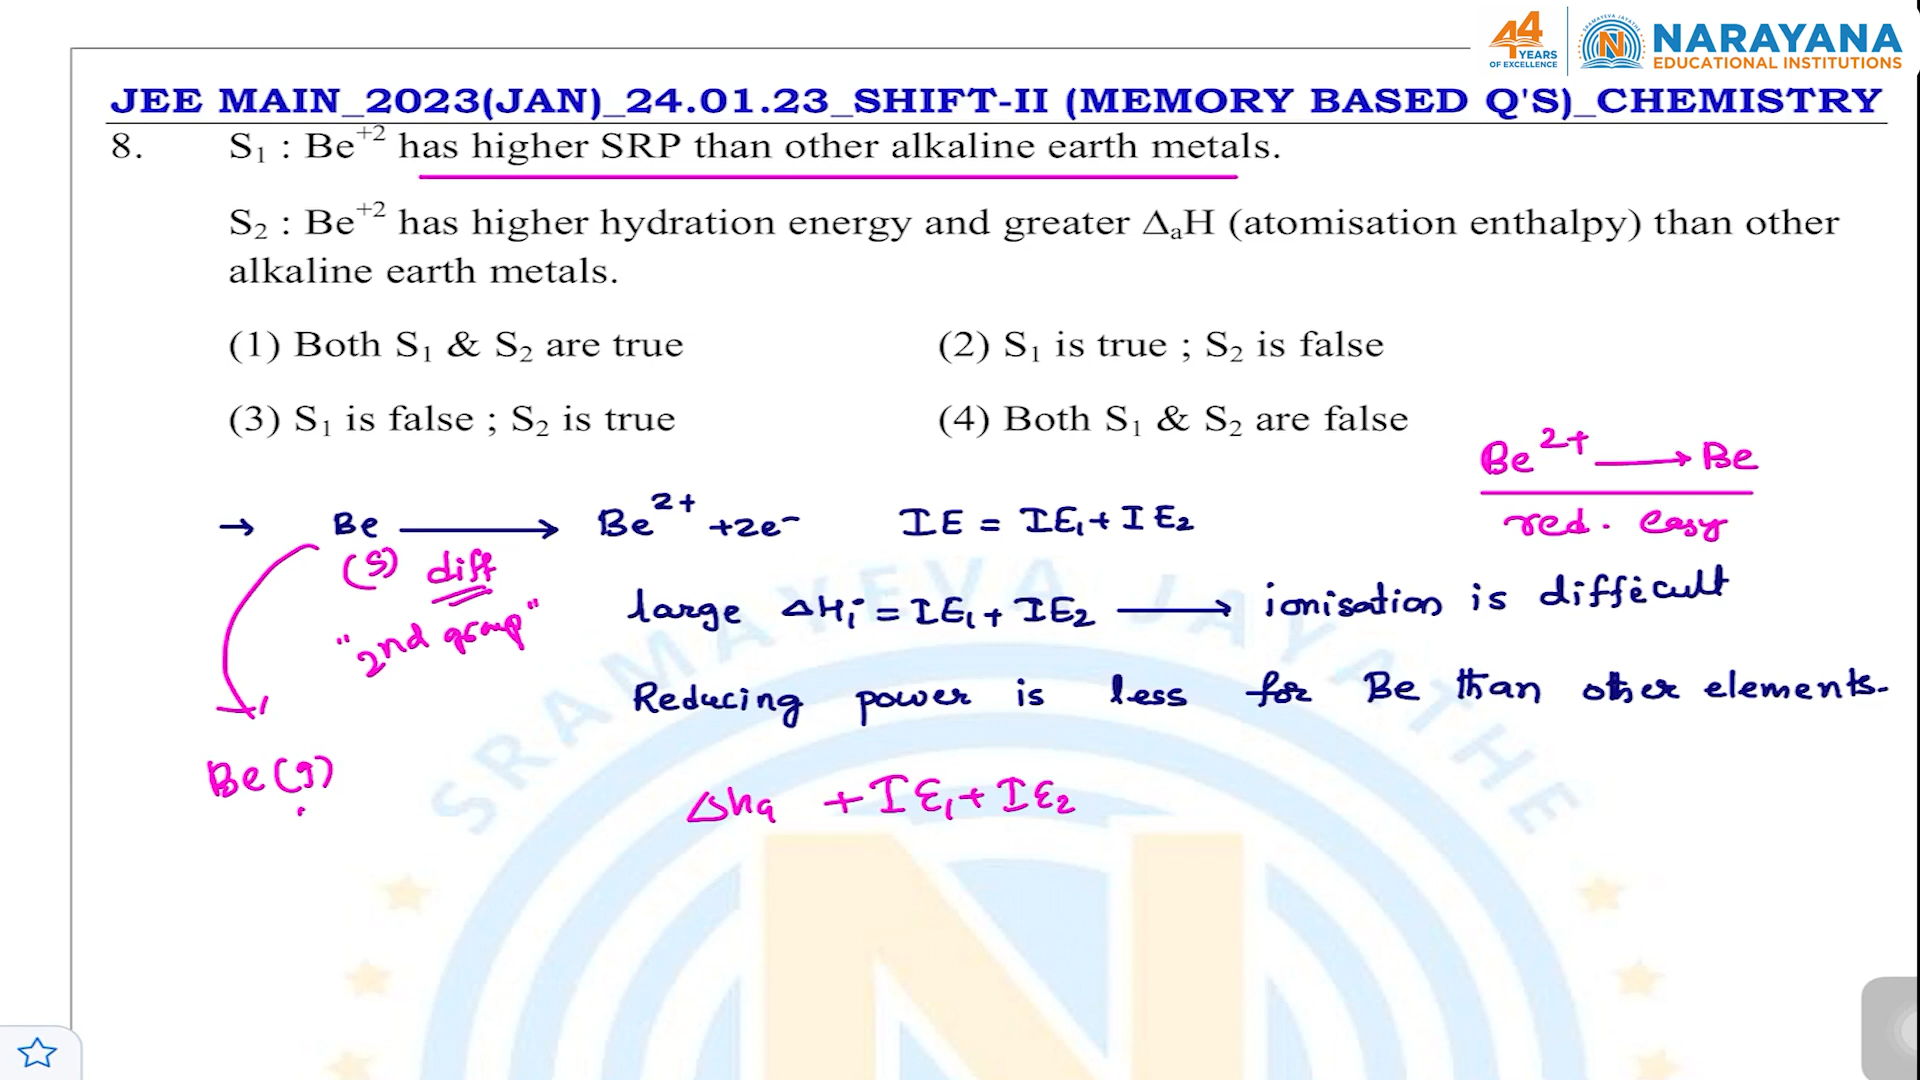 44
YEARS
OF EXCELLENCE
SRAMAYEVA JAYATHE
N
NARAYANA
EDUCATIONAL INSTITUTIONS
JEE MAIN_2023(JAN)_24.01.23_SHIFT-II (MEMORY BASED Q'S)_CHEMISTRY
8. S₁ : Be⁺² has higher SRP than other alkaline earth metals.
S₂ : Be⁺² has higher hydration energy and greater ΔₐH (atomisation enthalpy) than other
alkaline earth metals.
(1) Both S₁ & S₂ are true (2) S₁ is true ; S₂ is false
(3) S₁ is false ; S₂ is true (4) Both S₁ & S₂ are false
Be²⁺ → Be
red. easy
→ Be → Be²⁺ +2e⁻ IE = IE₁ + IE₂
(S) diff
"2nd group"
large ΔHᵢ = IE₁ + IE₂ → ionisation is difficult
Reducing power is less for Be than other elements.
Be(g)
Δha + IE₁ + IE₂
SRAMAYEVA JAYATHE
N